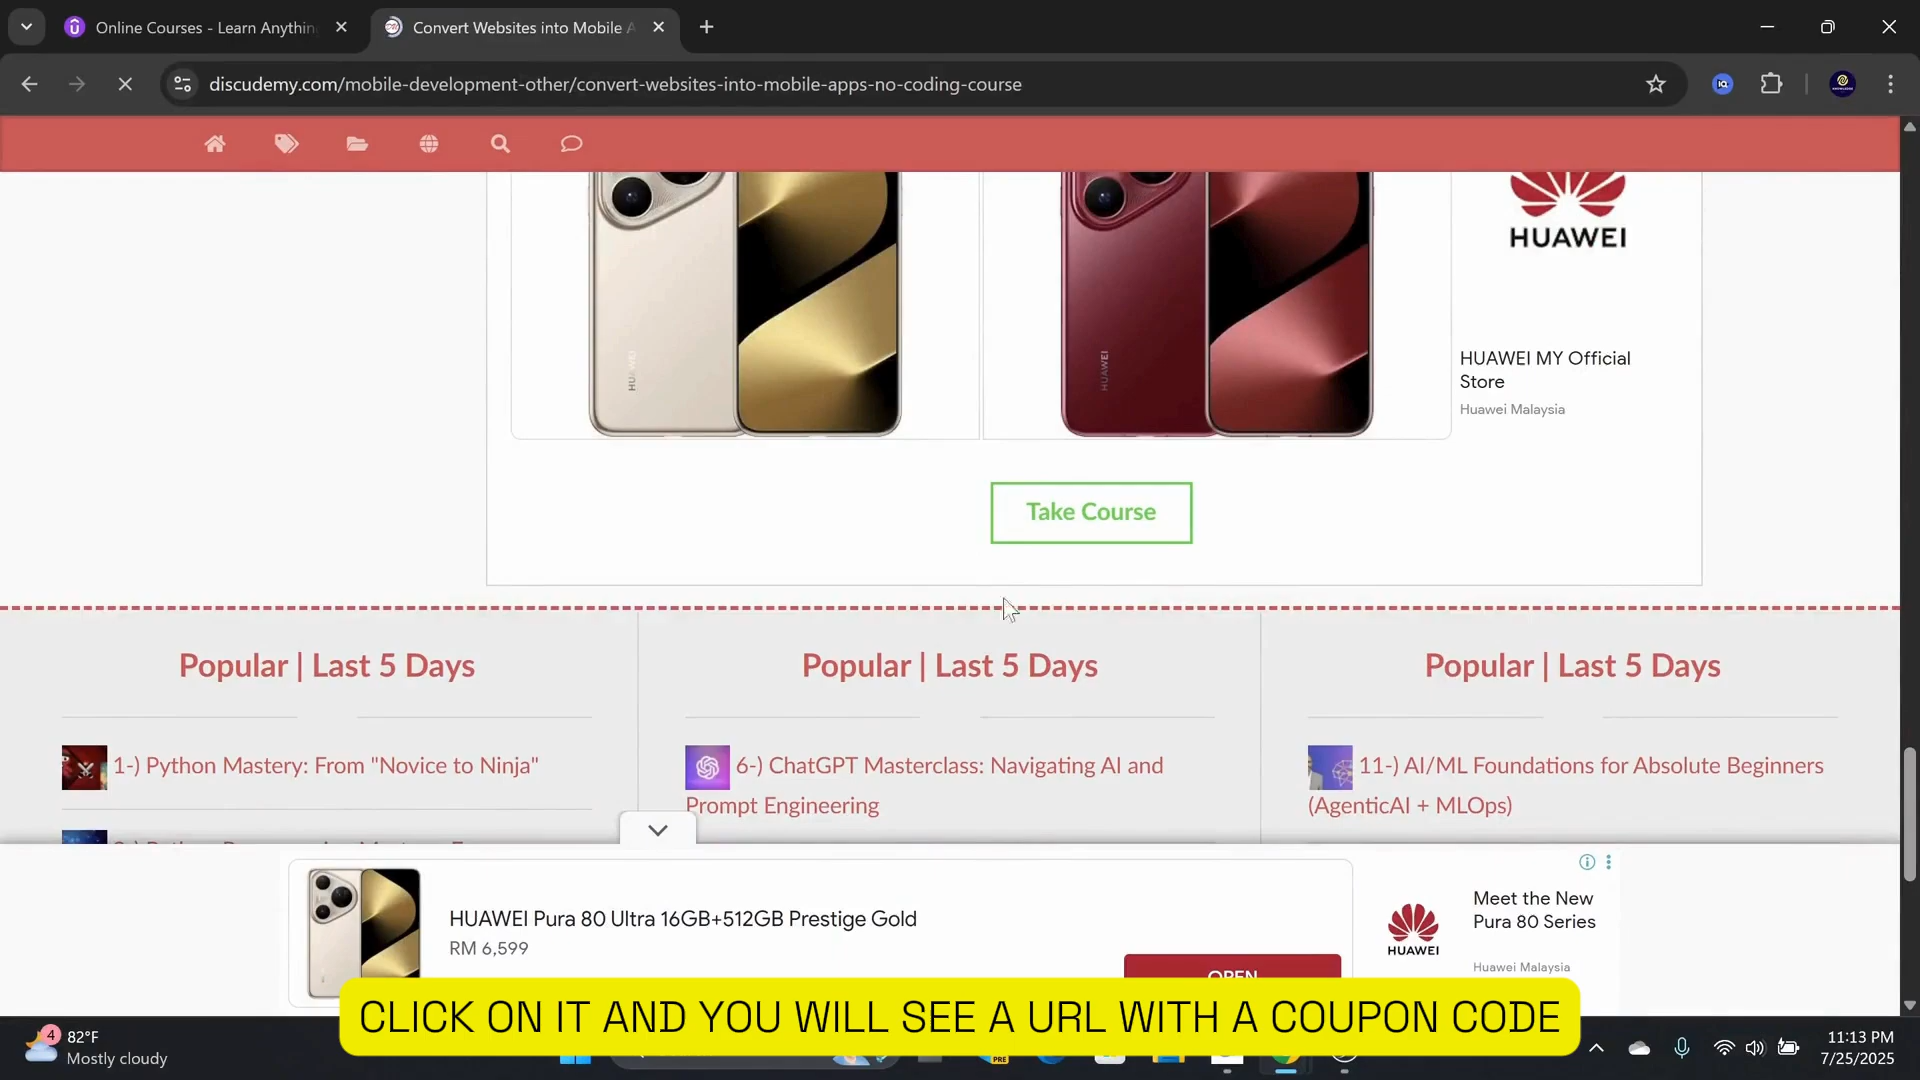 Online Courses - Learn Anythin
Convert Websites into Mobile A
discudemy.com/mobile-development-other/convert-websites-into-mobile-apps-no-coding-course
HUAWEI
HUAWEI
HUAWEI
HUAWEI MY Official
Store
Huawei Malaysia
Take Course
Popular | Last 5 Days
Popular | Last 5 Days
Popular | Last 5 Days
1-) Python Mastery: From "Novice to Ninja"
6-) ChatGPT Masterclass: Navigating AI and
Prompt Engineering
11-) AI/ML Foundations for Absolute Beginners
(AgenticAI + MLOps)
HUAWEI Pura 80 Ultra 16GB+512GB Prestige Gold
RM 6,599
OPEN
HUAWEI
Meet the New
Pura 80 Series
Huawei Malaysia
CLICK ON IT AND YOU WILL SEE A URL WITH A COUPON CODE
4
82°F
Mostly cloudy
PRE
11:13 PM
7/25/2025